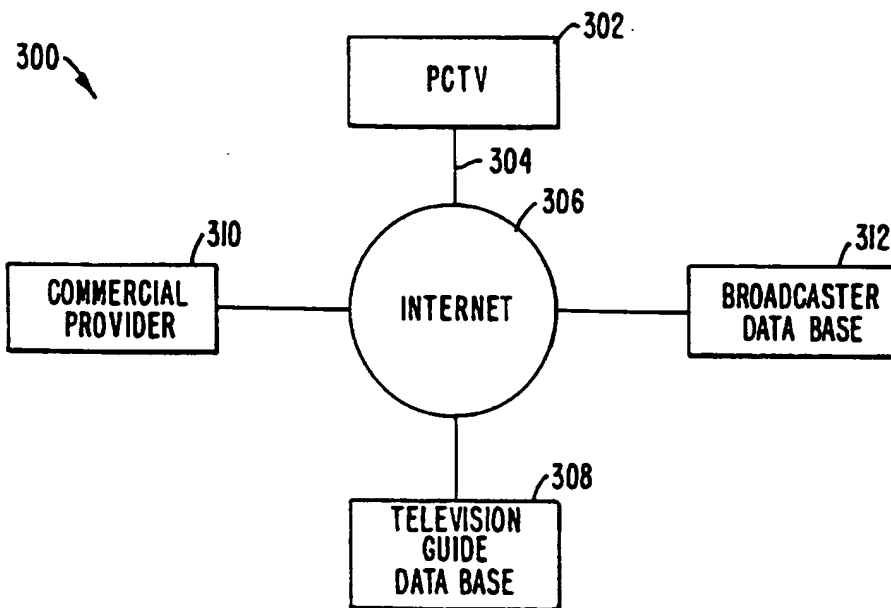 302
300
PCTV
304
306
310
312
COMMERCIAL
PROVIDER
INTERNET
BROADCASTER
DATA BASE
308
TELEVISION
GUIDE
DATA BASE